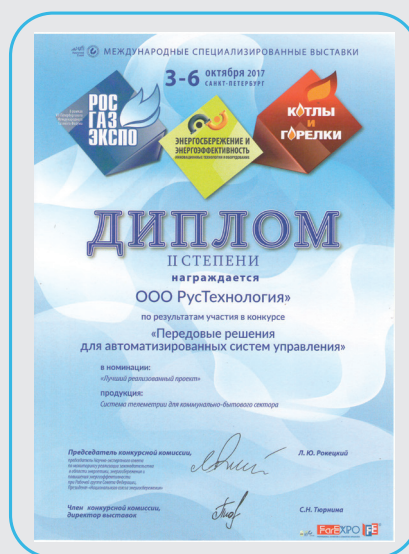 МЕЖДУНАРОДНЫЕ СПЕЦИАЛИЗИРОВАННЫЕ ВЫСТАВКИ
3-6 октября 2017
САНКТ-ПЕТЕРБУРГ
РОС
ГАЗ
ЭКСПО
ЭНЕРГОСБЕРЕЖЕНИЕ И
ЭНЕРГОЭФФЕКТИВНОСТЬ
КОТЛЫ
И
ГОРЕЛКИ
ДИПЛОМ
II СТЕПЕНИ
награждается
ООО РусТехнология»
по результатам участия в конкурсе
«Передовые решения
для автоматизированных систем управления»
в номинации:
«Лучший реализованный проект»
продукция:
Система телеметрии для коммунально-бытового сектора
Председатель конкурсной комиссии,
Л. Ю. Рокецкий
Член конкурсной комиссии,
директор выставок
С.Н. Тюрнина
FarEXPO